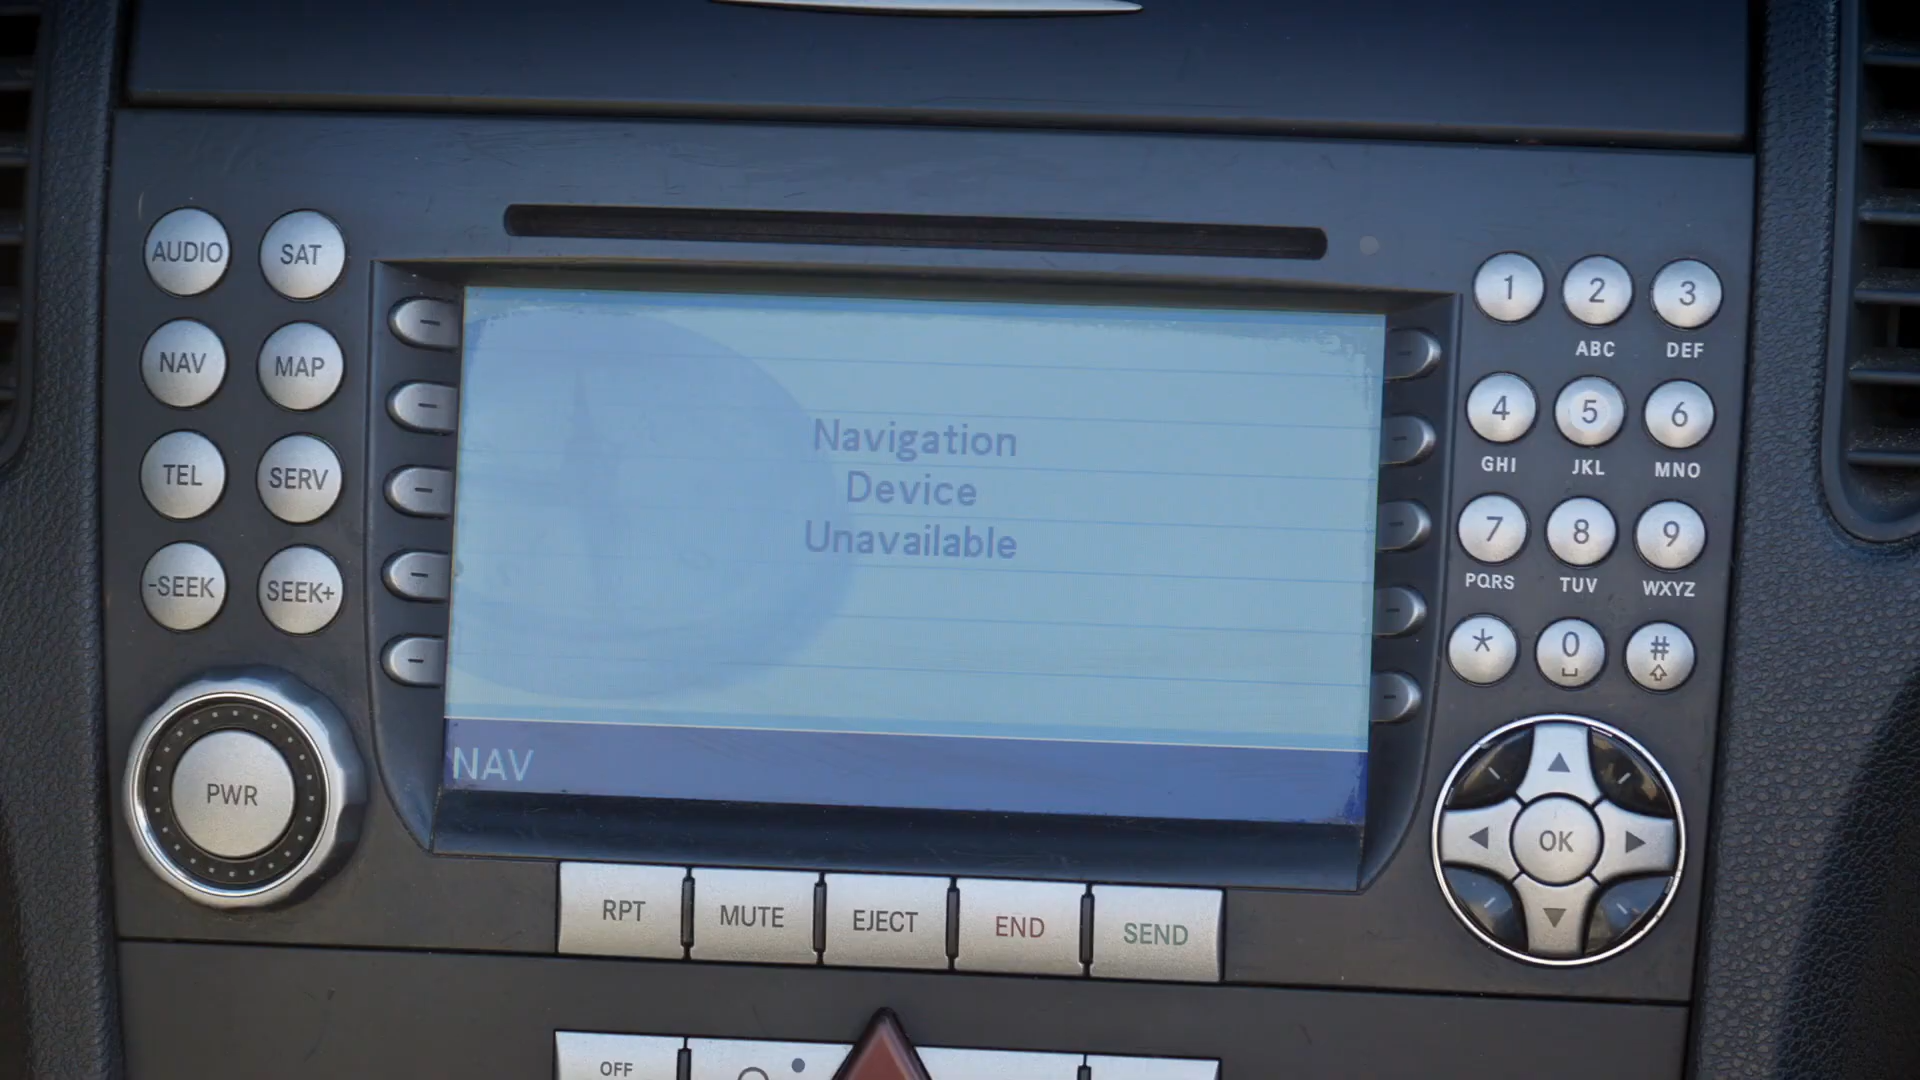 AUDIO SAT
NAV MAP
TEL SERV
-SEEK SEEK+
PWR
Navigation
Device
Unavailable
NAV
1 2 3
ABC DEF
4 5 6
GHI JKL MNO
7 8 9
PQRS TUV WXYZ
* 0 #
OK
RPT MUTE EJECT END SEND
OFF